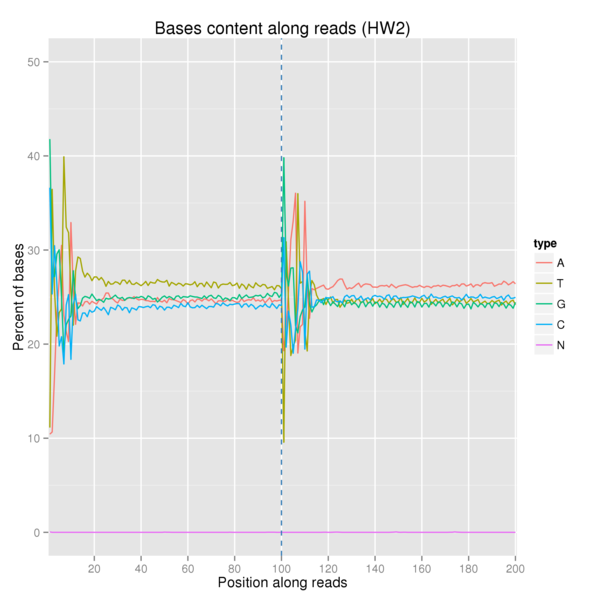 Bases content along reads (HW2)
50
40
30
20
10
0
Percent of bases
20 40 60 80 100 120 140 160 180 200
Position along reads
type
A
T
G
C
N